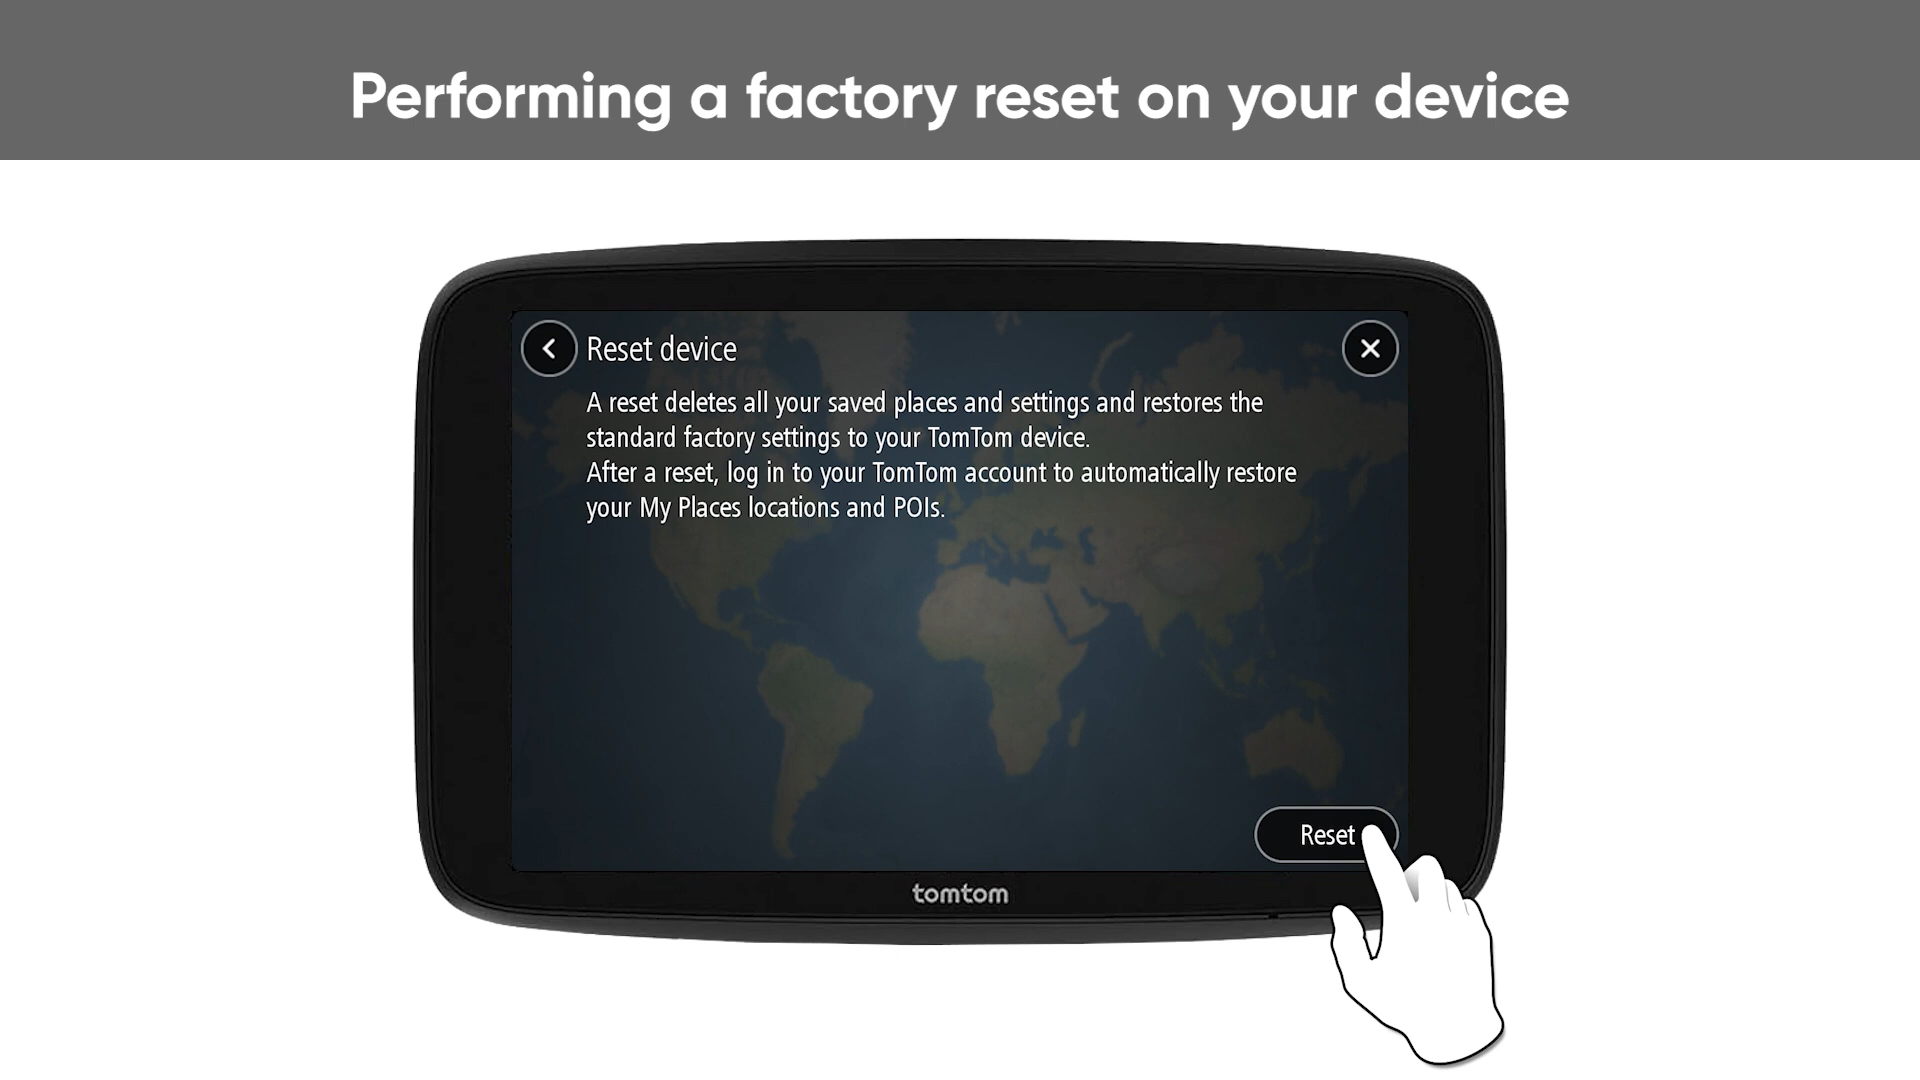 Performing a factory reset on your device
Reset device
A reset deletes all your saved places and settings and restores the
standard factory settings to your TomTom device.
After a reset, log in to your TomTom account to automatically restore
your My Places locations and POIs.
Reset
tomtom